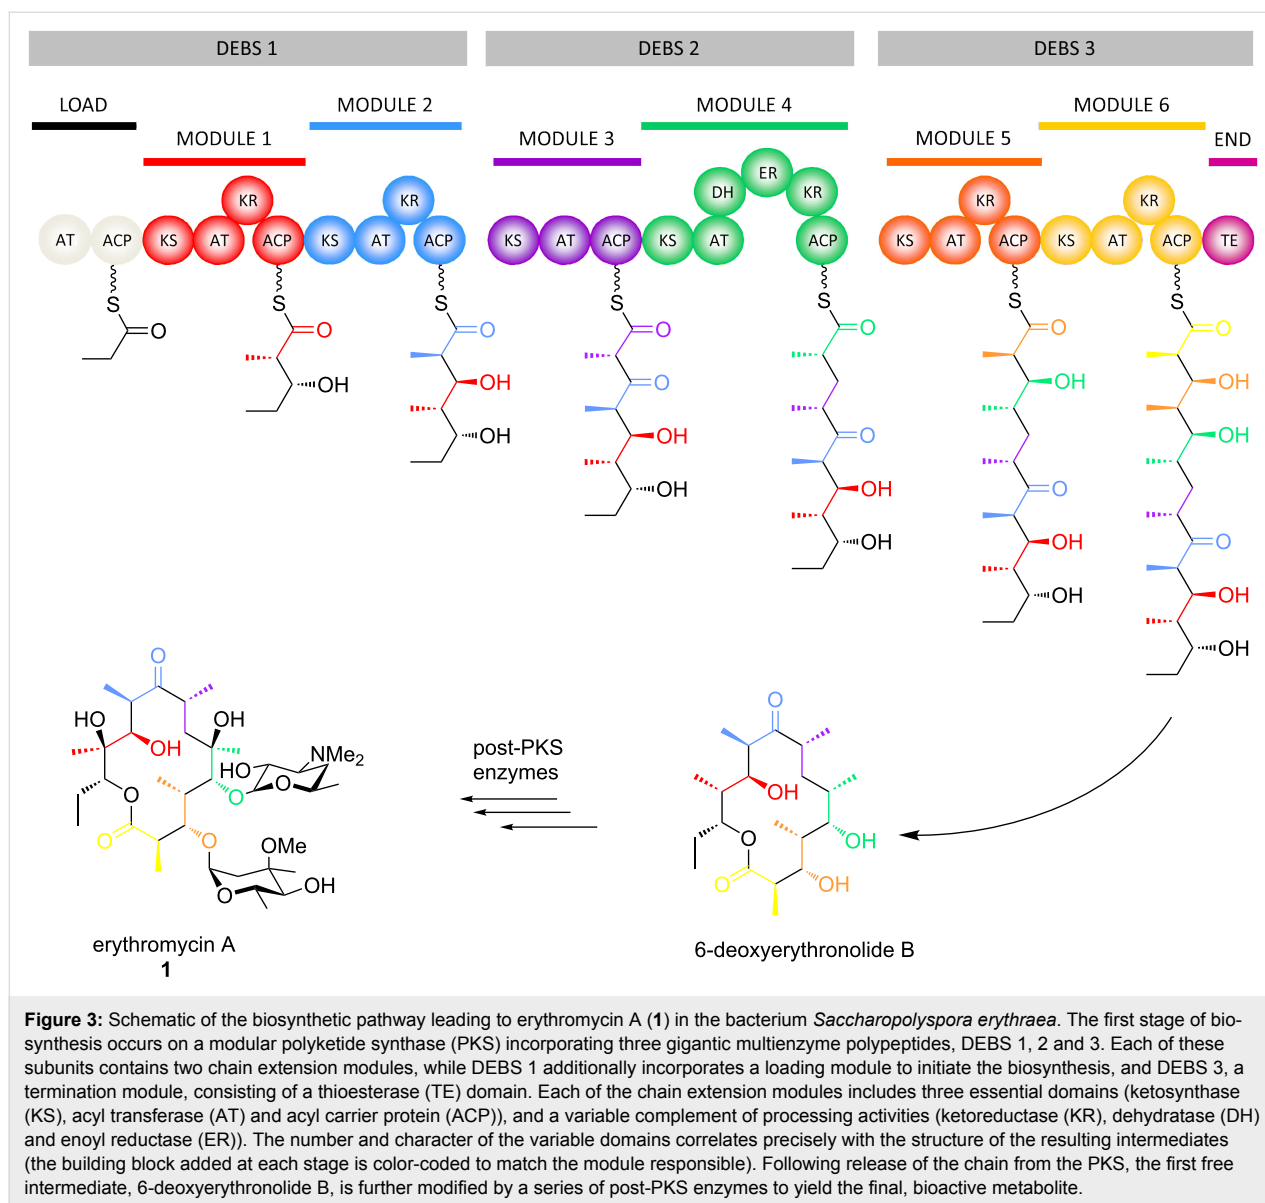 DEBS 1
DEBS 2
DEBS 3
LOAD
MODULE 1
MODULE 2
MODULE 3
MODULE 4
MODULE 5
MODULE 6
END
AT ACP KS AT KR ACP KS AT KR ACP
KS AT ACP KS AT DH ER KR ACP
KS AT KR ACP KS AT KR ACP TE
S
O
S
O
OH
S
O
OH
OH
S
O
O
OH
OH
S
O
O
OH
OH
S
O
OH
O
OH
OH
S
O
OH
OH
O
OH
OH
O
HO
OH
OH
HO
NMe2
O
O
O
O
O
OMe
O
OH
erythromycin A
1
post-PKS
enzymes
O
OH
O
OH
O
OH
6-deoxyerythronolide B
Figure 3: Schematic of the biosynthetic pathway leading to erythromycin A (1) in the bacterium Saccharopolyspora erythraea. The first stage of bio-
synthesis occurs on a modular polyketide synthase (PKS) incorporating three gigantic multienzyme polypeptides, DEBS 1, 2 and 3. Each of these
subunits contains two chain extension modules, while DEBS 1 additionally incorporates a loading module to initiate the biosynthesis, and DEBS 3, a
termination module, consisting of a thioesterase (TE) domain. Each of the chain extension modules includes three essential domains (ketosynthase
(KS), acyl transferase (AT) and acyl carrier protein (ACP)), and a variable complement of processing activities (ketoreductase (KR), dehydratase (DH)
and enoyl reductase (ER)). The number and character of the variable domains correlates precisely with the structure of the resulting intermediates
(the building block added at each stage is color-coded to match the module responsible). Following release of the chain from the PKS, the first free
intermediate, 6-deoxyerythronolide B, is further modified by a series of post-PKS enzymes to yield the final, bioactive metabolite.